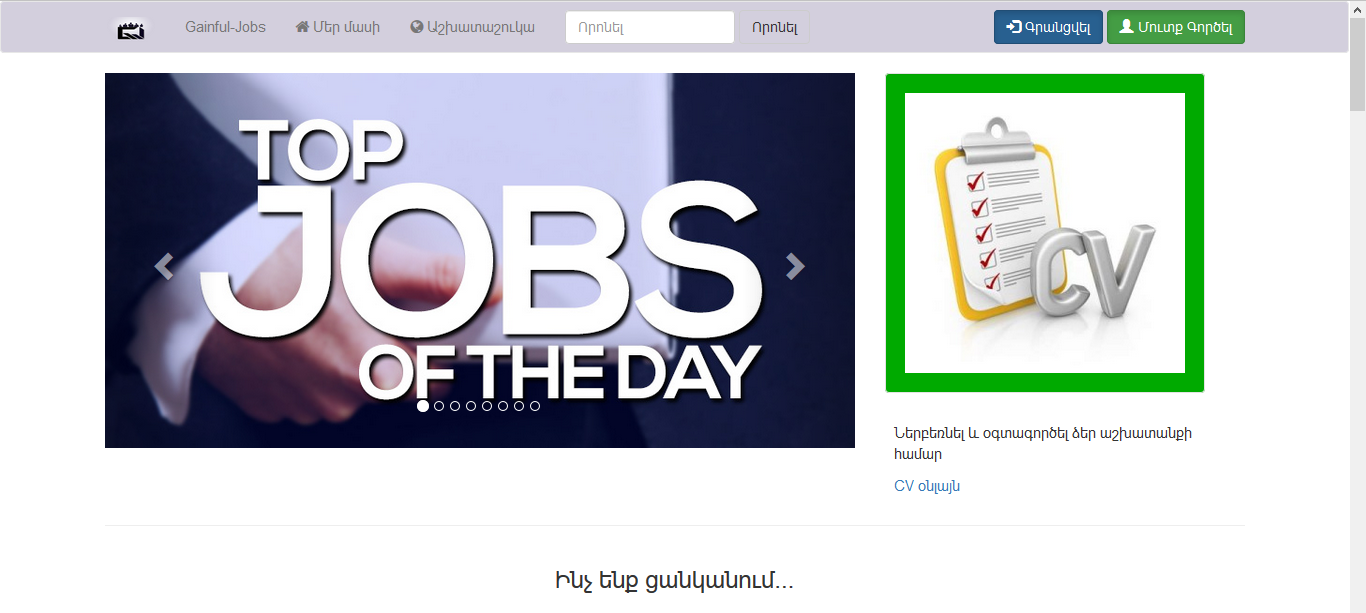 Gainful-Jobs
Մեր մասի
Աշխատաշուկա
Որոնել
Որոնել
Գրանցվել
Մուտք Գործել
TOP
JOBS
OF THE DAY
CV
Ներբեռնել և օգտագործել ձեր աշխատանքի
համար
CV օնլայն
Ինչ ենք ցանկանում...